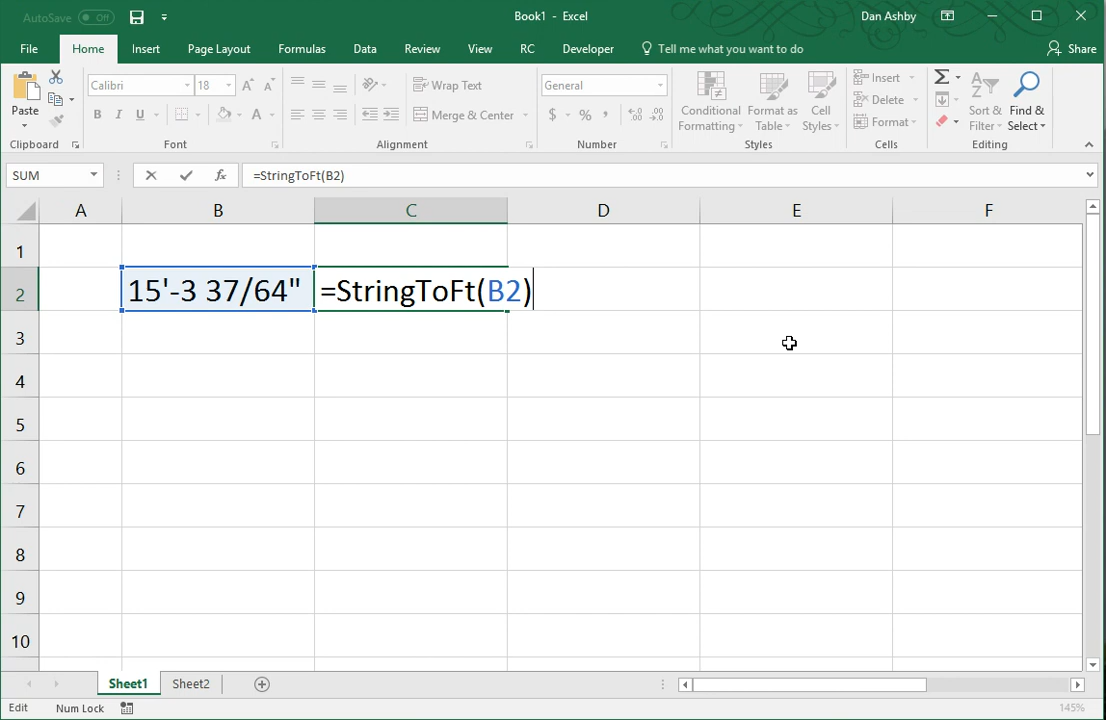 AutoSave Off
Book1 - Excel
Dan Ashby
File Home Insert Page Layout Formulas Data Review View RC Developer Tell me what you want to do Share
Calibri 18 A A Wrap Text General Insert Σ
Paste B I U A Merge & Center $ % , Conditional Formatting Format as Table Cell Styles Delete Format Sort & Filter Find & Select
Clipboard Font Alignment Number Styles Cells Editing
SUM fx =StringToFt(B2)
A B C D E F
1
2 15'-3 37/64" =StringToFt(B2)
3
4
5
6
7
8
9
10
Sheet1 Sheet2
Edit Num Lock 145%